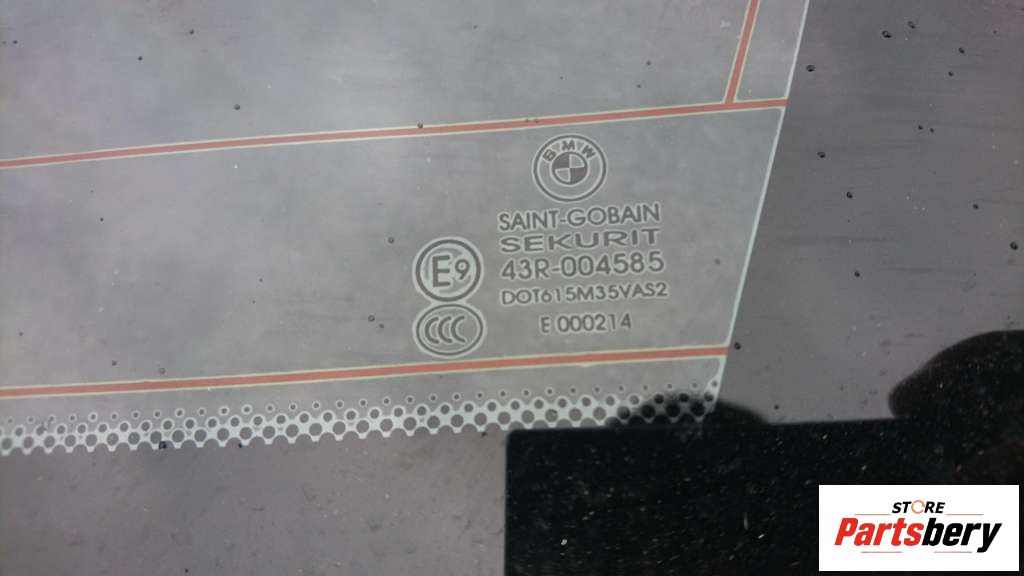 BMW
SAINT-GOBAIN
SEKURIT
E9
43R-004585
DOT615M35VAS2
CCC
E 000214
STORE
Partsbery